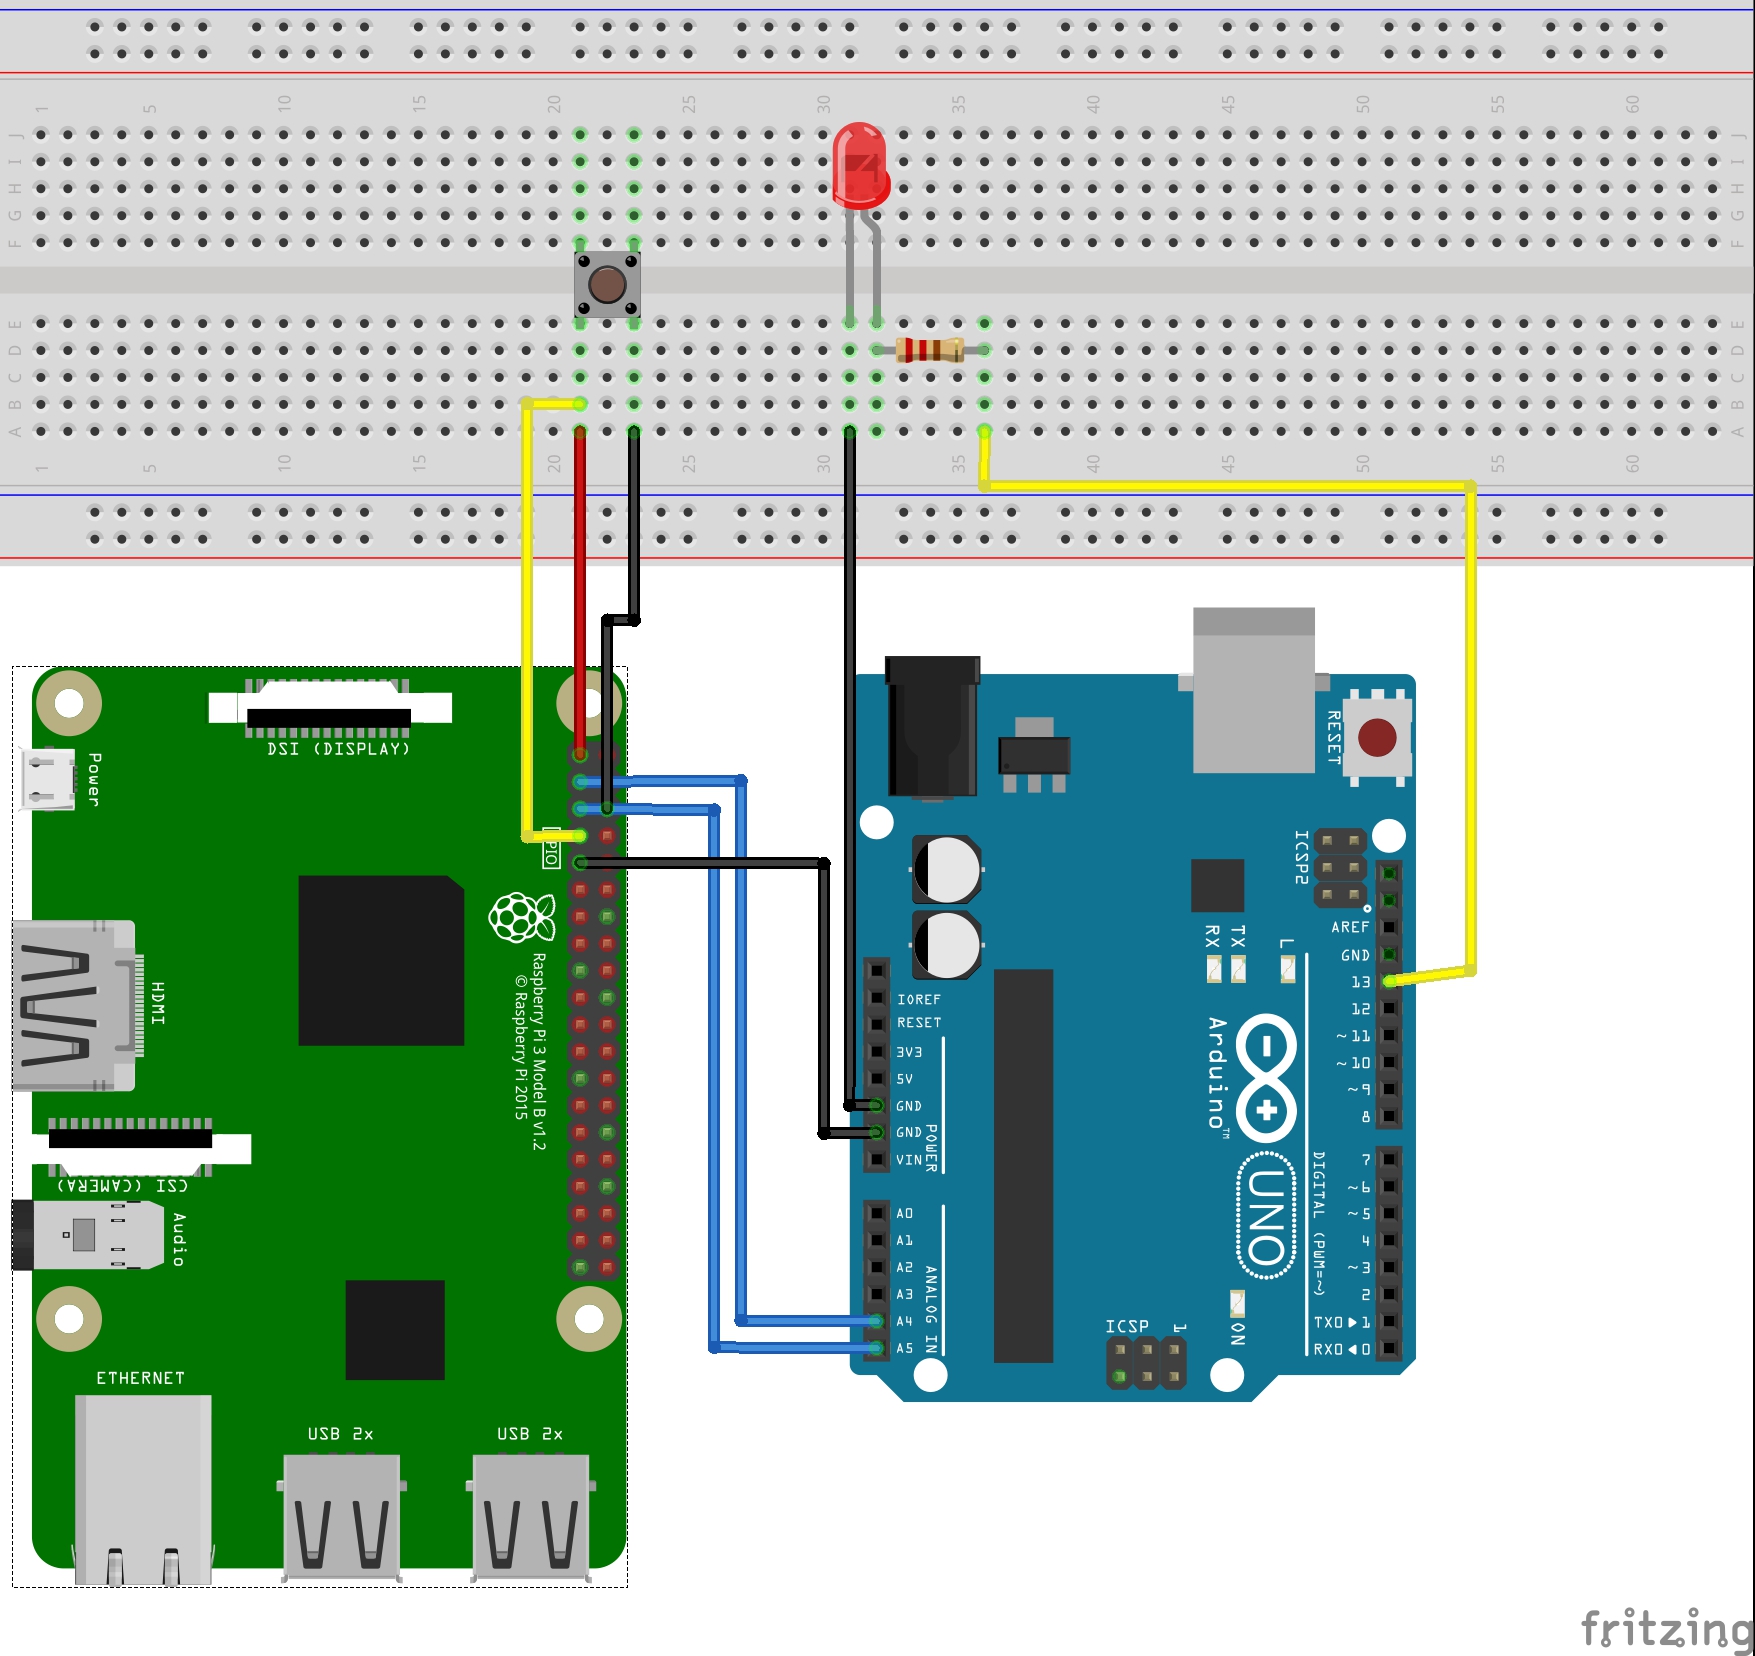 1 5 10 15 20 25 30 35 40 45 50 55 60
J J
I I
H H
G G
F F
E E
D D
C C
B B
A A
1 5 10 15 20 25 30 35 40 45 50 55 60
DSI (DISPLAY)
Power
HDMI
Raspberry Pi 3 Model B v1.2
© Raspberry Pi 2015
CSI (CAMERA)
Audio
ETHERNET
USB 2x
USB 2x
RESET
ICSP2
AREF
GND
13
12
~11
~10
~9
8
7
~6
~5
4
~3
2
TX0▶1
RX0◀0
DIGITAL (PWM=~)
RX
TX
L
Arduino™
UNO
ON
ICSP
1
IOREF
RESET
3V3
5V
GND
GND
VIN
POWER
A0
A1
A2
A3
A4
A5
ANALOG IN
fritzing